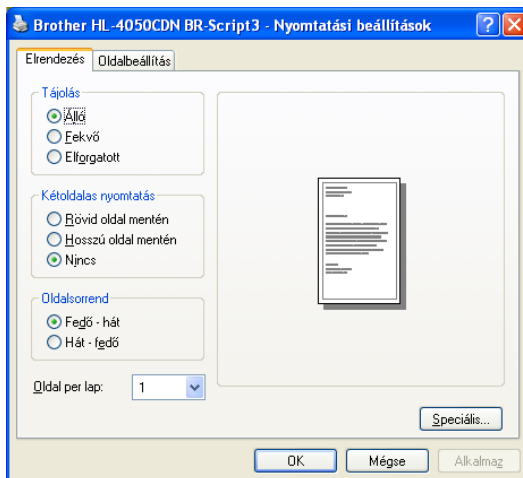 Brother HL-4050CDN BR-Script3 - Nyomtatási beállítások
Elrendezés Oldalbeállítás
Tájolás
Álló
Fekvő
Elforgatott
Kétoldalas nyomtatás
Rövid oldal mentén
Hosszú oldal mentén
Nincs
Oldalsorrend
Fedő - hát
Hát - fedő
Oldal per lap: 1
Speciális...
OK Mégse Alkalmaz